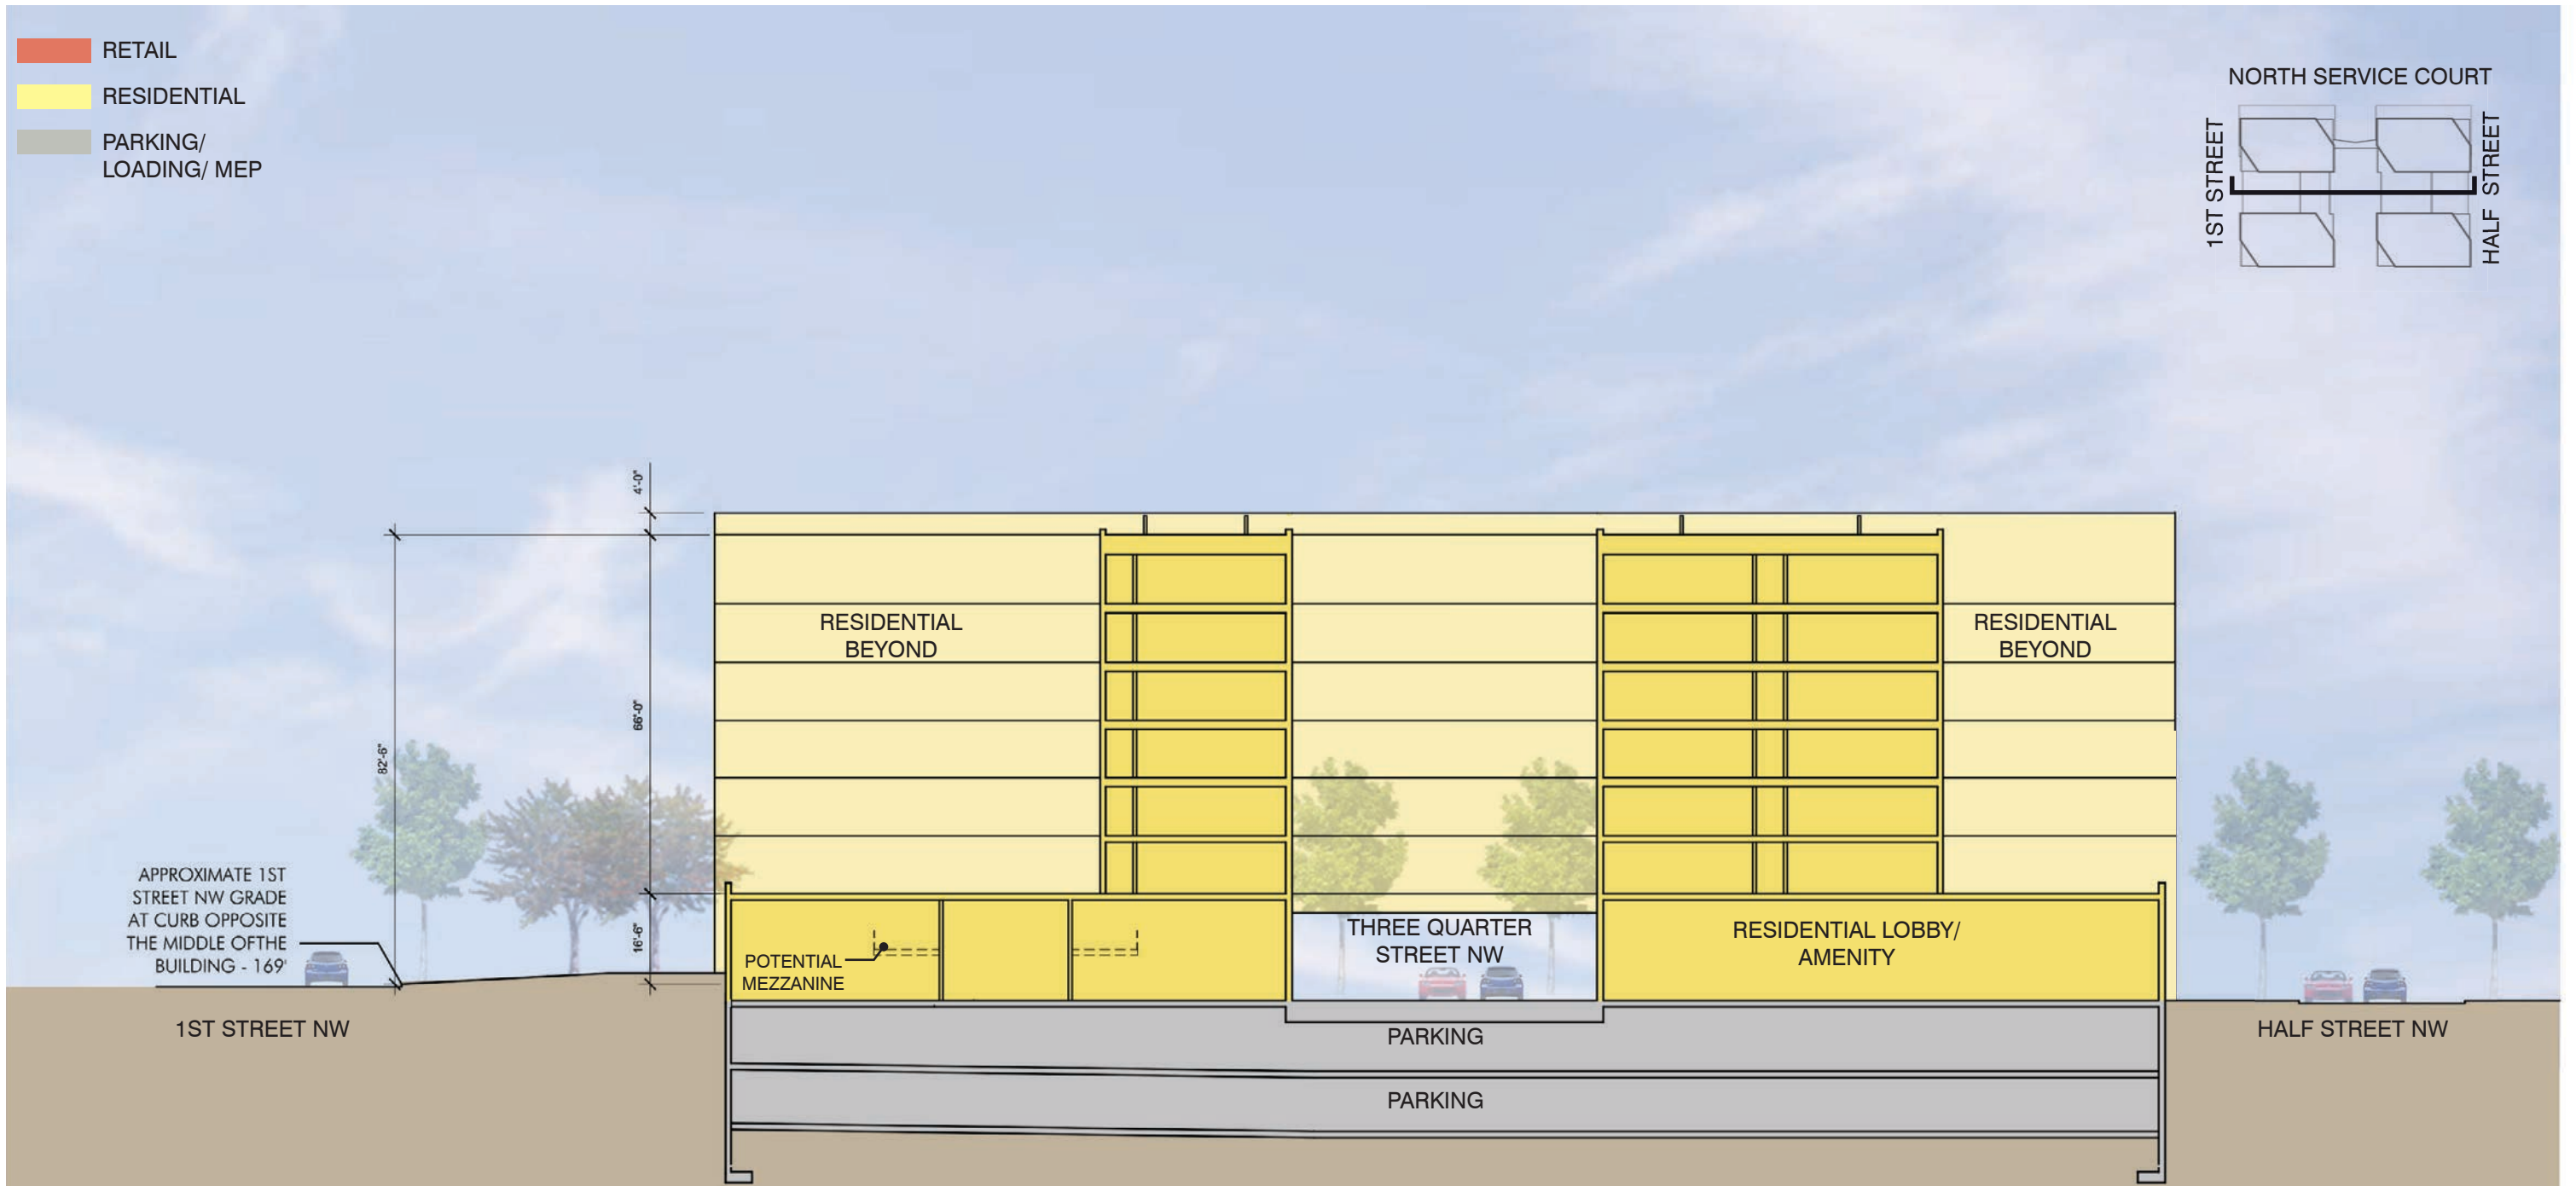 RETAIL
RESIDENTIAL
PARKING/
LOADING/ MEP
NORTH SERVICE COURT
1ST STREET
HALF STREET
4'-0"
66'-0"
82'-6"
16'-6"
RESIDENTIAL
BEYOND
RESIDENTIAL
BEYOND
APPROXIMATE 1ST
STREET NW GRADE
AT CURB OPPOSITE
THE MIDDLE OFTHE
BUILDING - 169'
POTENTIAL
MEZZANINE
THREE QUARTER
STREET NW
RESIDENTIAL LOBBY/
AMENITY
1ST STREET NW
PARKING
HALF STREET NW
PARKING